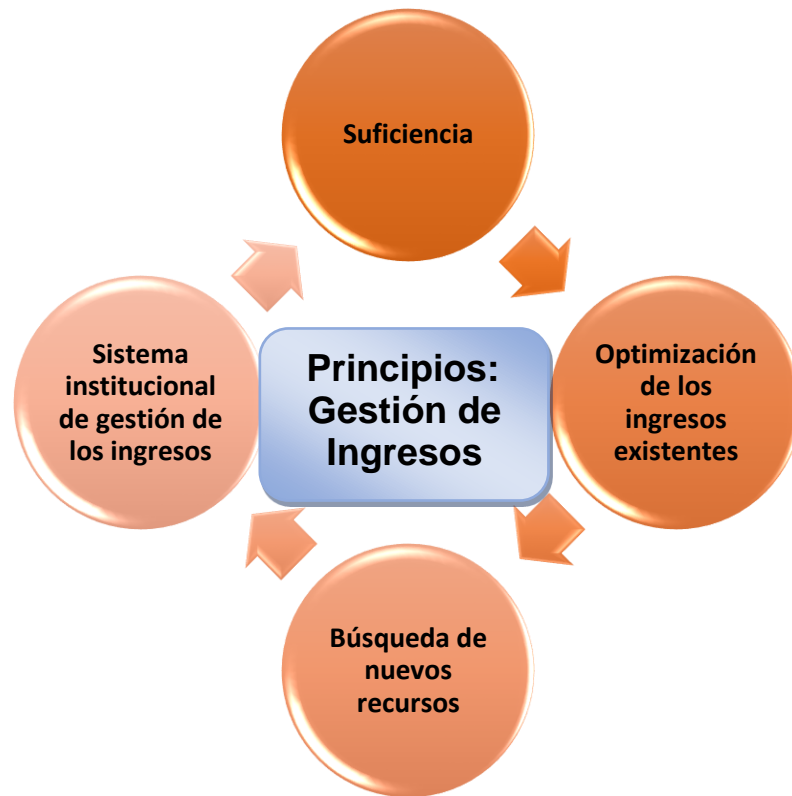 Suficiencia
Optimización
de los
ingresos
existentes
Búsqueda de
nuevos
recursos
Sistema
institucional
de gestión de
los ingresos
Principios:
Gestión de
Ingresos